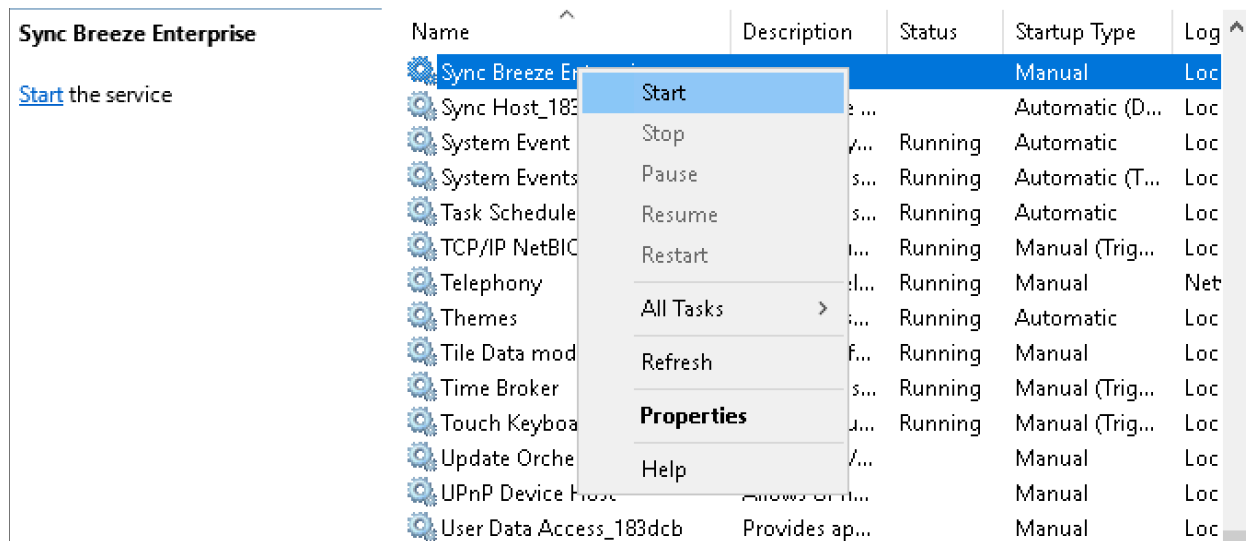 Sync Breeze Enterprise
Start the service
Name Description Status Startup Type Log
Sync Breeze Manual Loc
Start
Sync Host_183 ... Automatic (D... Loc
Stop
System Event Running Automatic Loc
Pause
System Events s... Running Automatic (T... Loc
Resume
Task Schedule s... Running Automatic Loc
Restart
TCP/IP NetBIO Running Manual (Trig... Loc
Telephony Running Manual Net
All Tasks
Themes Running Automatic Loc
Refresh
Tile Data mod Running Manual Loc
Time Broker s... Running Manual (Trig... Loc
Properties
Touch Keyboa Running Manual (Trig... Loc
Help
Update Orche Manual Loc
UPnP Device Host Manual Loc
User Data Access_183dcb Provides ap... Manual Loc